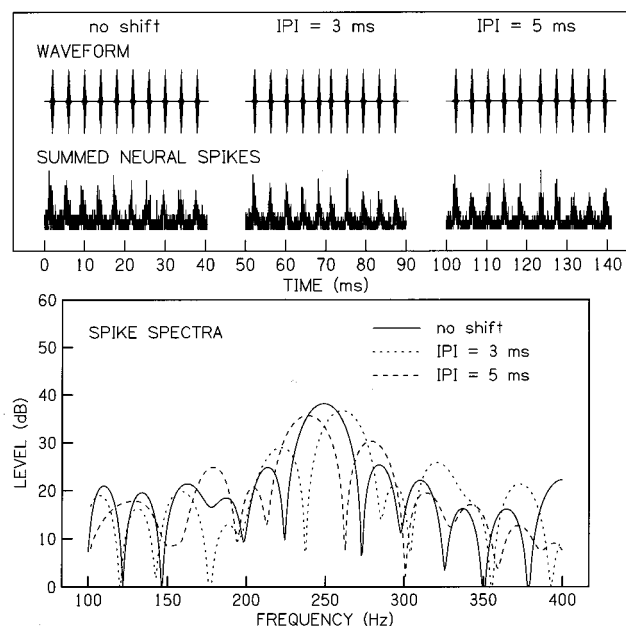 no shift IPI = 3 ms IPI = 5 ms
WAVEFORM
SUMMED NEURAL SPIKES
0 10 20 30 40 50 60 70 80 90 100 110 120 130 140
TIME (ms)
60
50
40
30
20
10
0
LEVEL (dB)
SPIKE SPECTRA
no shift
IPI = 3 ms
IPI = 5 ms
100 150 200 250 300 350 400
FREQUENCY (Hz)